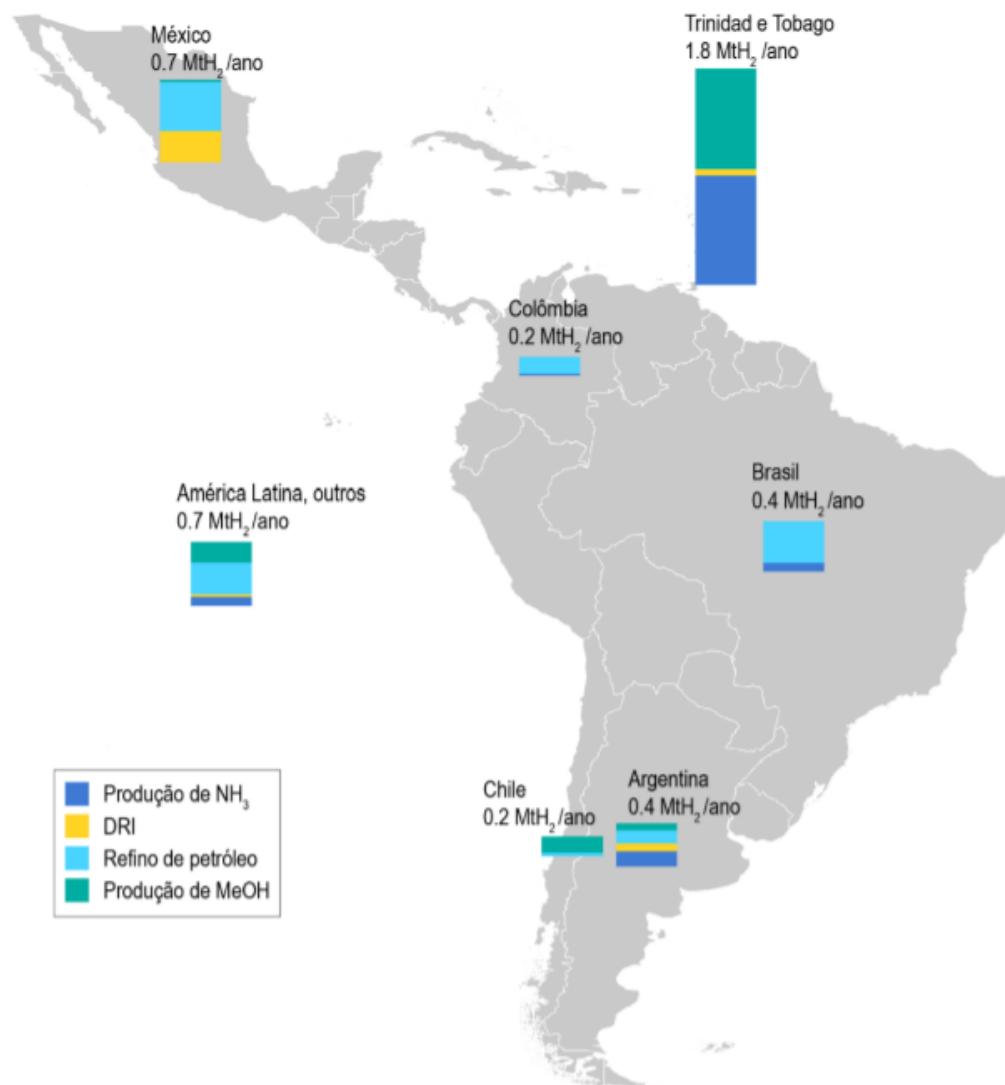 México
0.7 MtH₂/ano
Trinidad e Tobago
1.8 MtH₂/ano
Colômbia
0.2 MtH₂/ano
Brasil
0.4 MtH₂/ano
América Latina, outros
0.7 MtH₂/ano
Chile
0.2 MtH₂/ano
Argentina
0.4 MtH₂/ano
Produção de NH₃
DRI
Refino de petróleo
Produção de MeOH